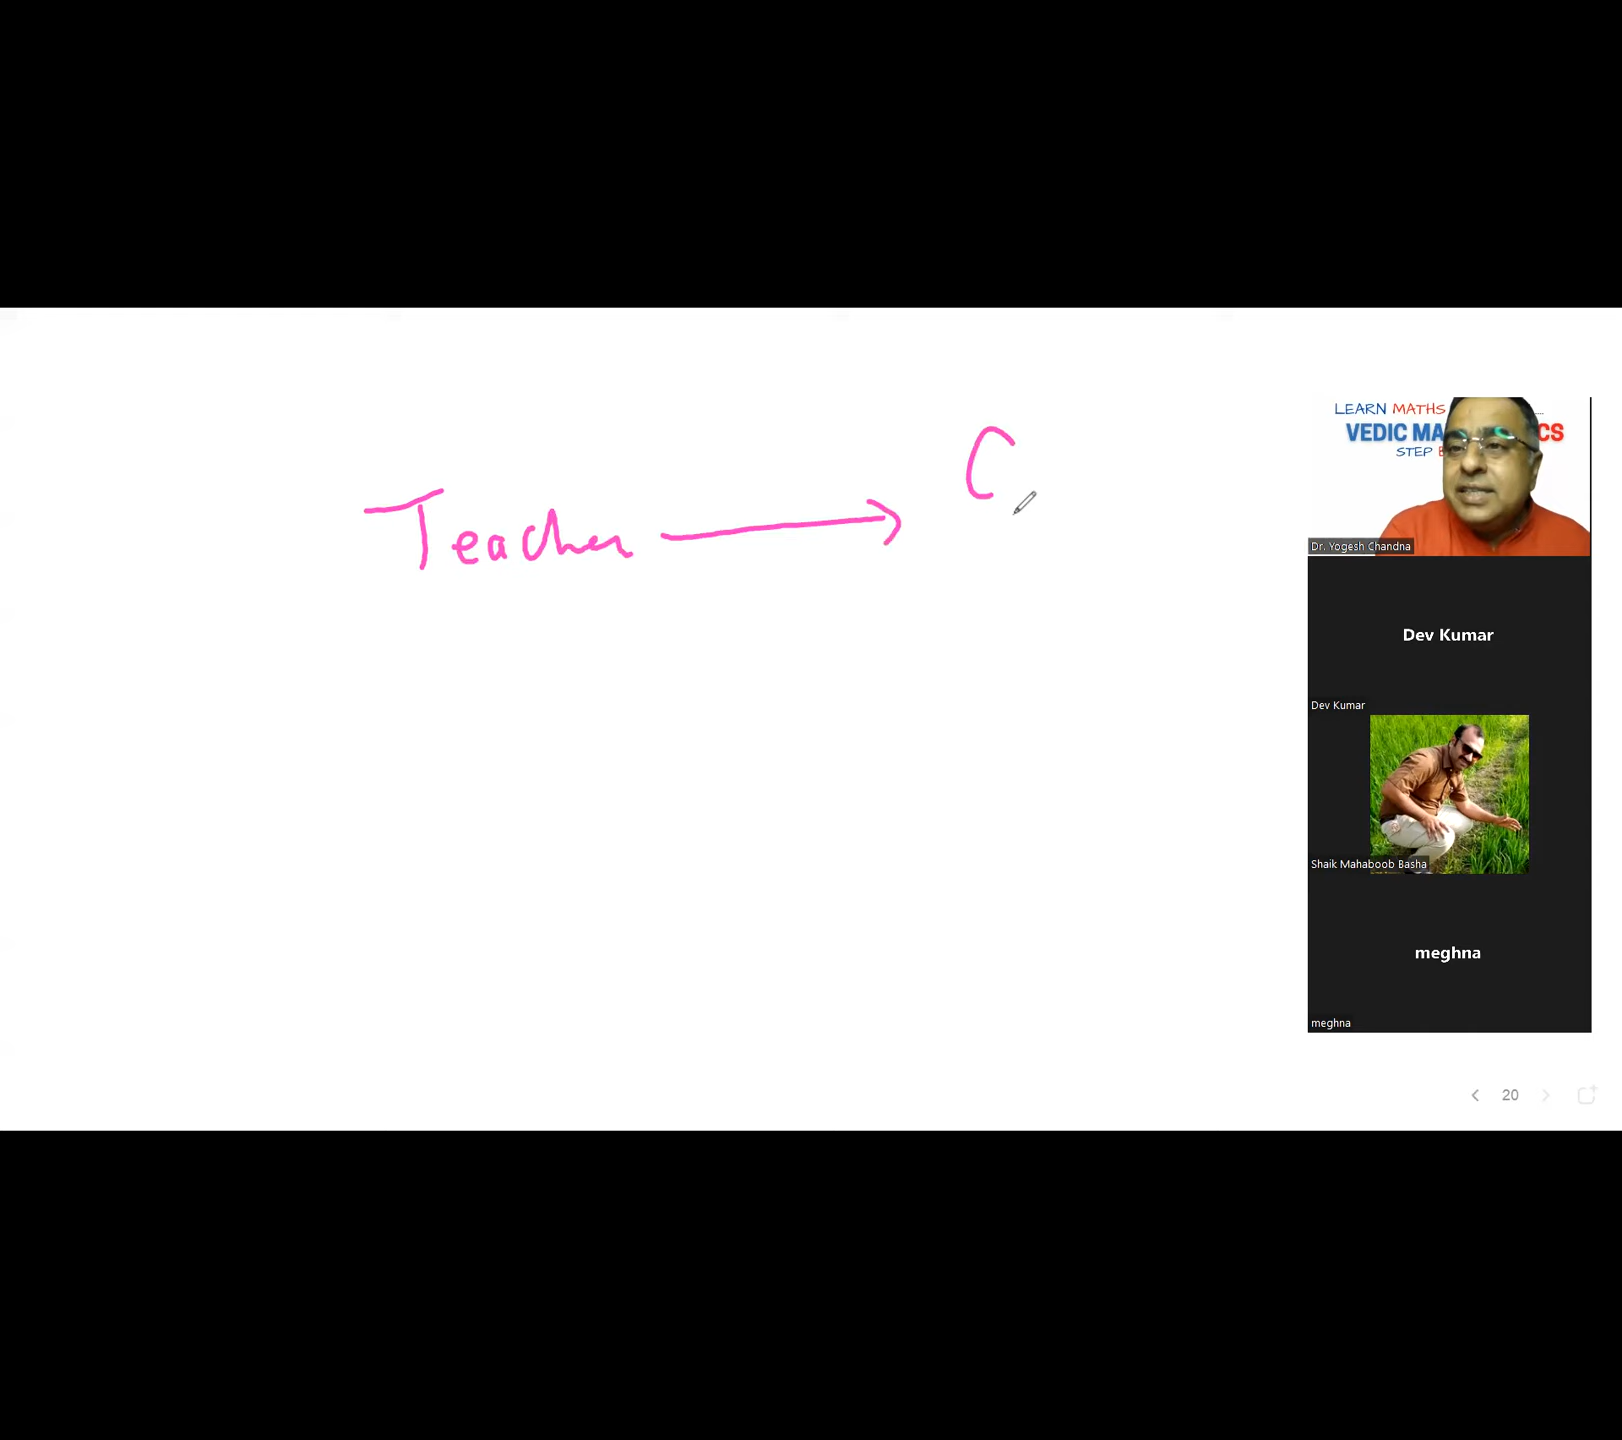 C
Teacher →
LEARN MATHS
VEDIC MA CS
STEP
Dr. Yogesh Chandna
Dev Kumar
Dev Kumar
Shaik Mahaboob Basha
meghna
meghna
20